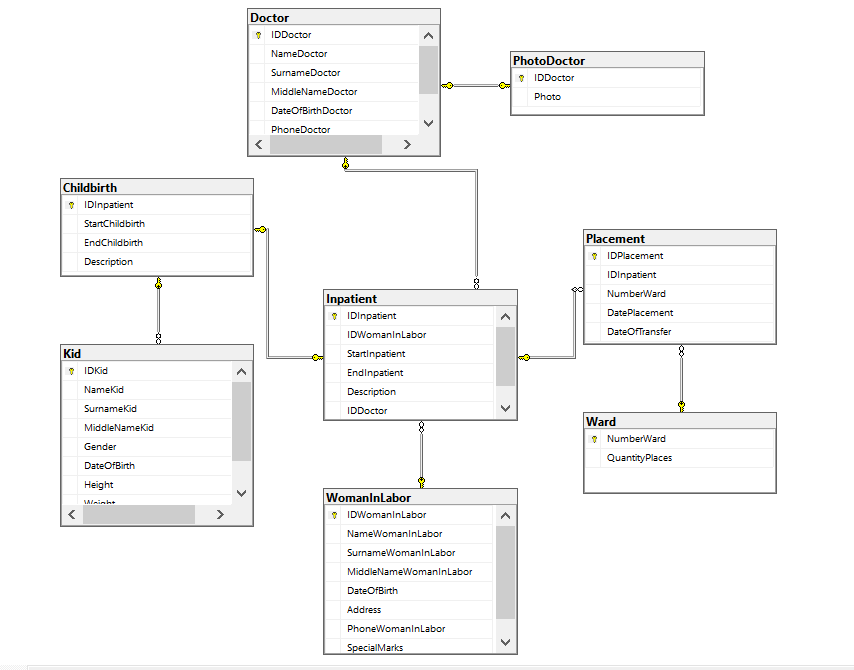 Doctor
IDDoctor
NameDoctor
SurnameDoctor
MiddleNameDoctor
DateOfBirthDoctor
PhoneDoctor
PhotoDoctor
IDDoctor
Photo
Childbirth
IDInpatient
StartChildbirth
EndChildbirth
Description
Placement
IDPlacement
IDInpatient
NumberWard
DatePlacement
DateOfTransfer
Inpatient
IDInpatient
IDWomanInLabor
StartInpatient
EndInpatient
Description
IDDoctor
Kid
IDKid
NameKid
SurnameKid
MiddleNameKid
Gender
DateOfBirth
Height
Weight
Ward
NumberWard
QuantityPlaces
WomanInLabor
IDWomanInLabor
NameWomanInLabor
SurnameWomanInLabor
MiddleNameWomanInLabor
DateOfBirth
Address
PhoneWomanInLabor
SpecialMarks